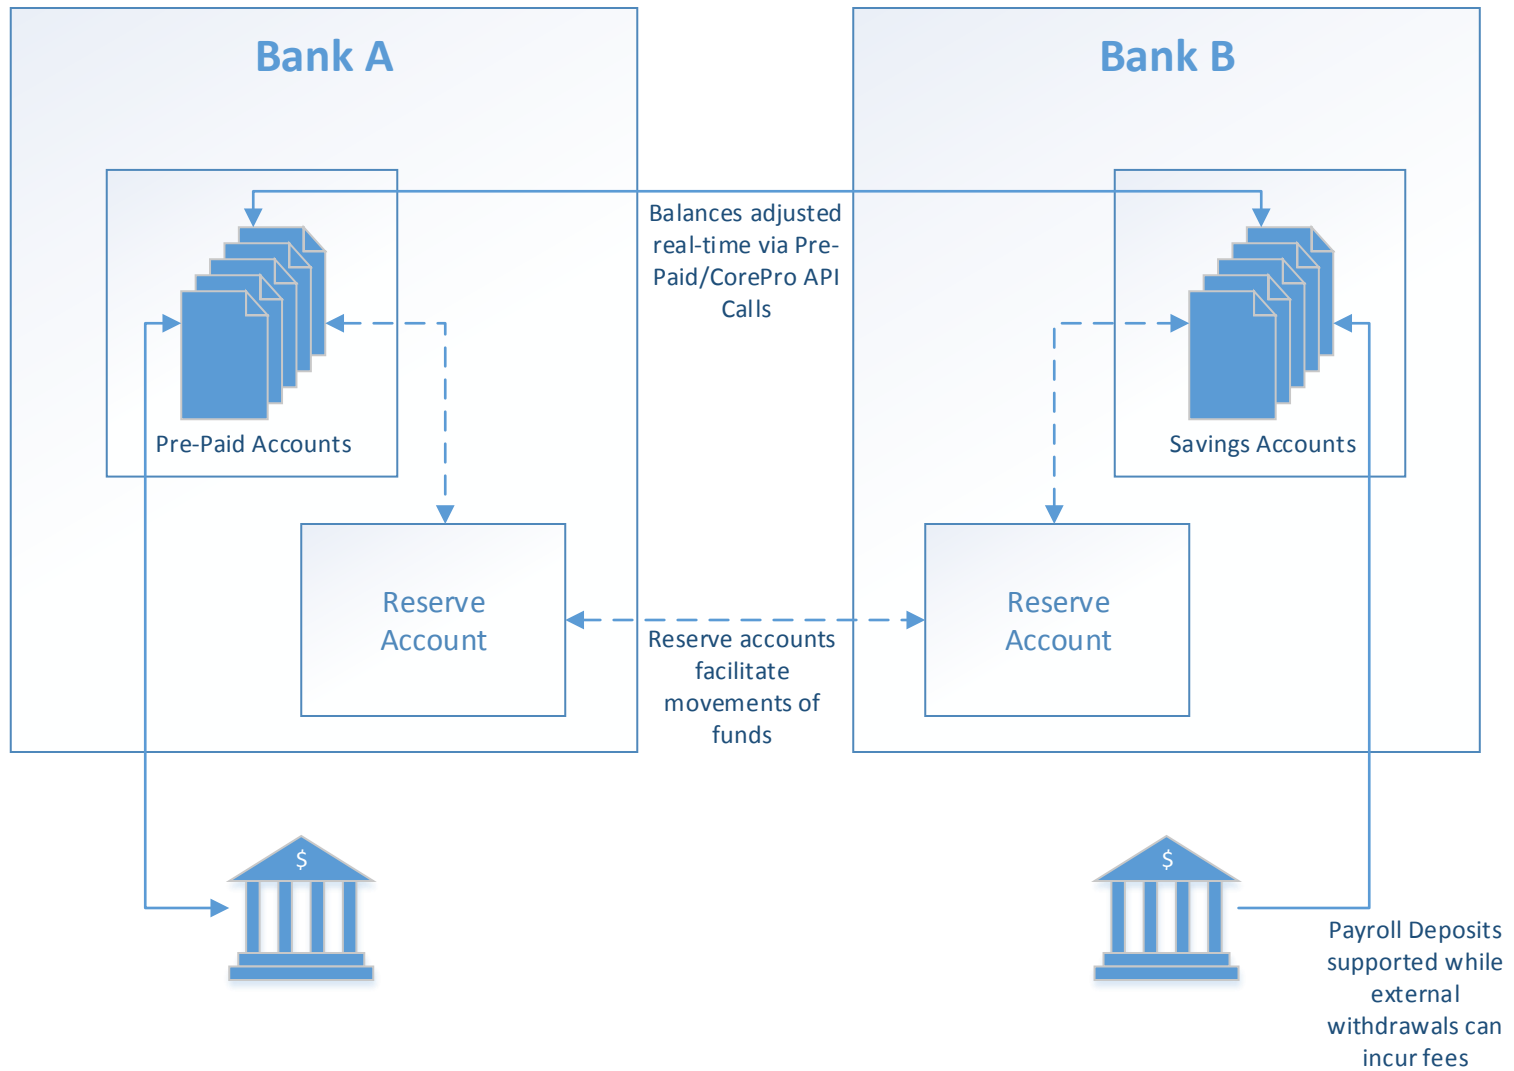 Bank A
Bank B
Balances adjusted
real-time via Pre-
Paid/CorePro API
Calls
Pre-Paid Accounts
Savings Accounts
Reserve
Account
Reserve
Account
Reserve accounts
facilitate
movements of
funds
$
$
Payroll Deposits
supported while
external
withdrawals can
incur fees